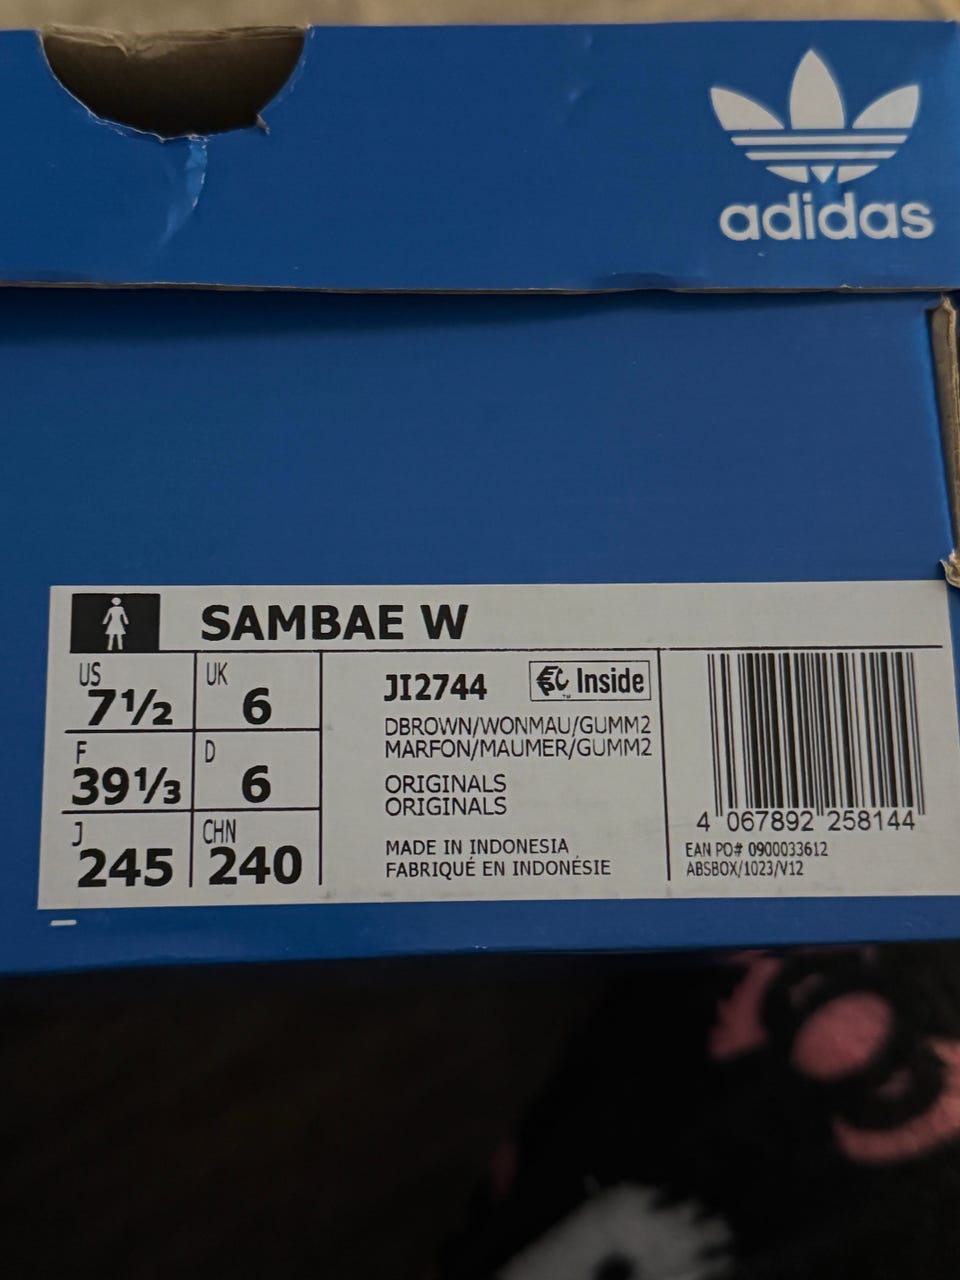 adidas
SAMBAE W
US
7½
UK
6
F
39⅓
D
6
J
245
CHN
240
JI2744
Inside
DBROWN/WONMAU/GUMM2
MARFON/MAUMER/GUMM2
ORIGINALS
ORIGINALS
MADE IN INDONESIA
FABRIQUÉ EN INDONÉSIE
4 067892 258144
EAN PO# 0900033612
ABSBOX/1023/V12